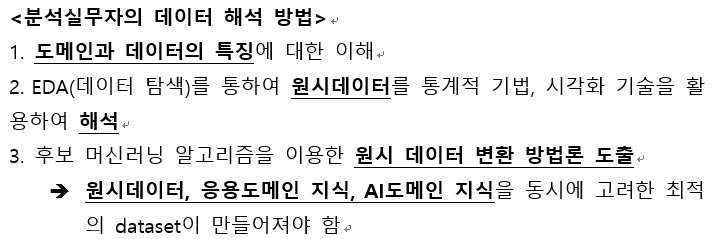 <분석실무자의 데이터 해석 방법>
1. 도메인과 데이터의 특징에 대한 이해
2. EDA(데이터 탐색)를 통하여 원시데이터를 통계적 기법, 시각화 기술을 활
용하여 해석
3. 후보 머신러닝 알고리즘을 이용한 원시 데이터 변환 방법론 도출
➔ 원시데이터, 응용도메인 지식, AI도메인 지식을 동시에 고려한 최적
의 dataset이 만들어져야 함